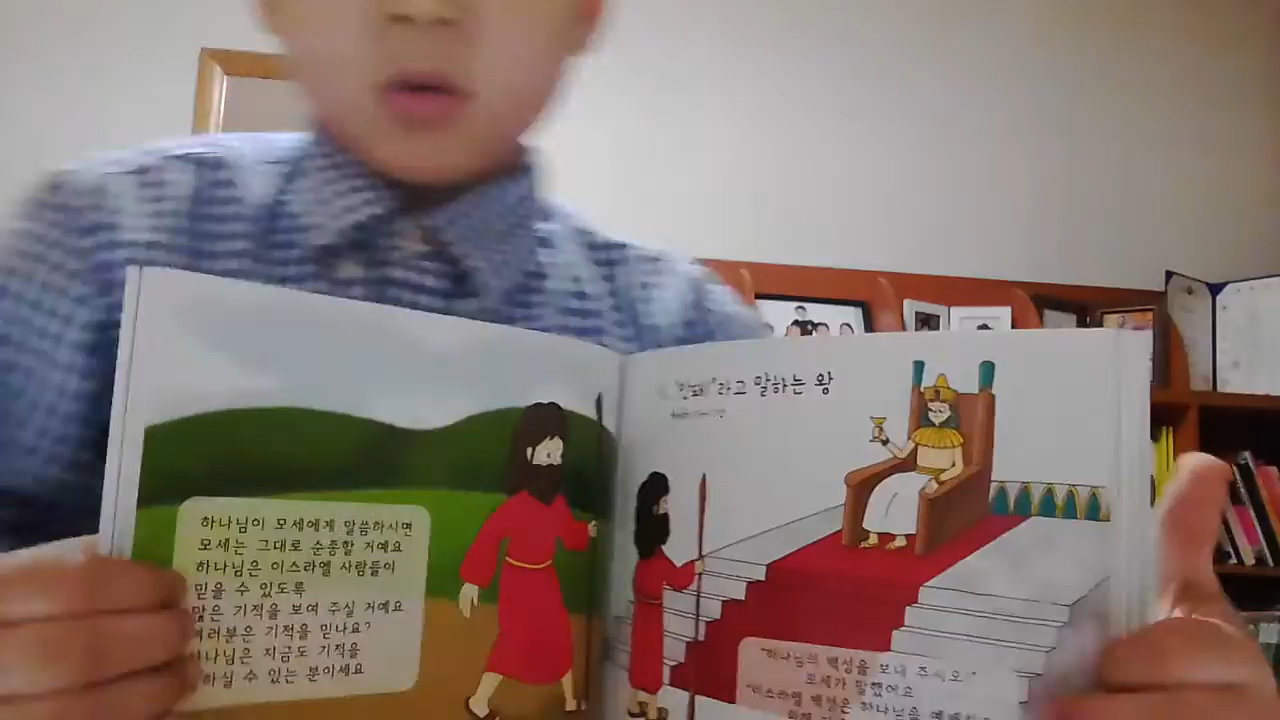 하나님이 모세에게 말씀하시면
모세는 그대로 순종할 거예요
하나님은 이스라엘 사람들이
믿을 수 있도록
많은 기적을 보여 주실 거예요
여러분은 기적을 믿나요?
하나님은 지금도 기적을
하실 수 있는 분이세요
"안돼!"라고 말하는 왕
"하나님의 백성을 보내 주시오."
모세가 말했어요
"이스라엘 백성은 하나님을